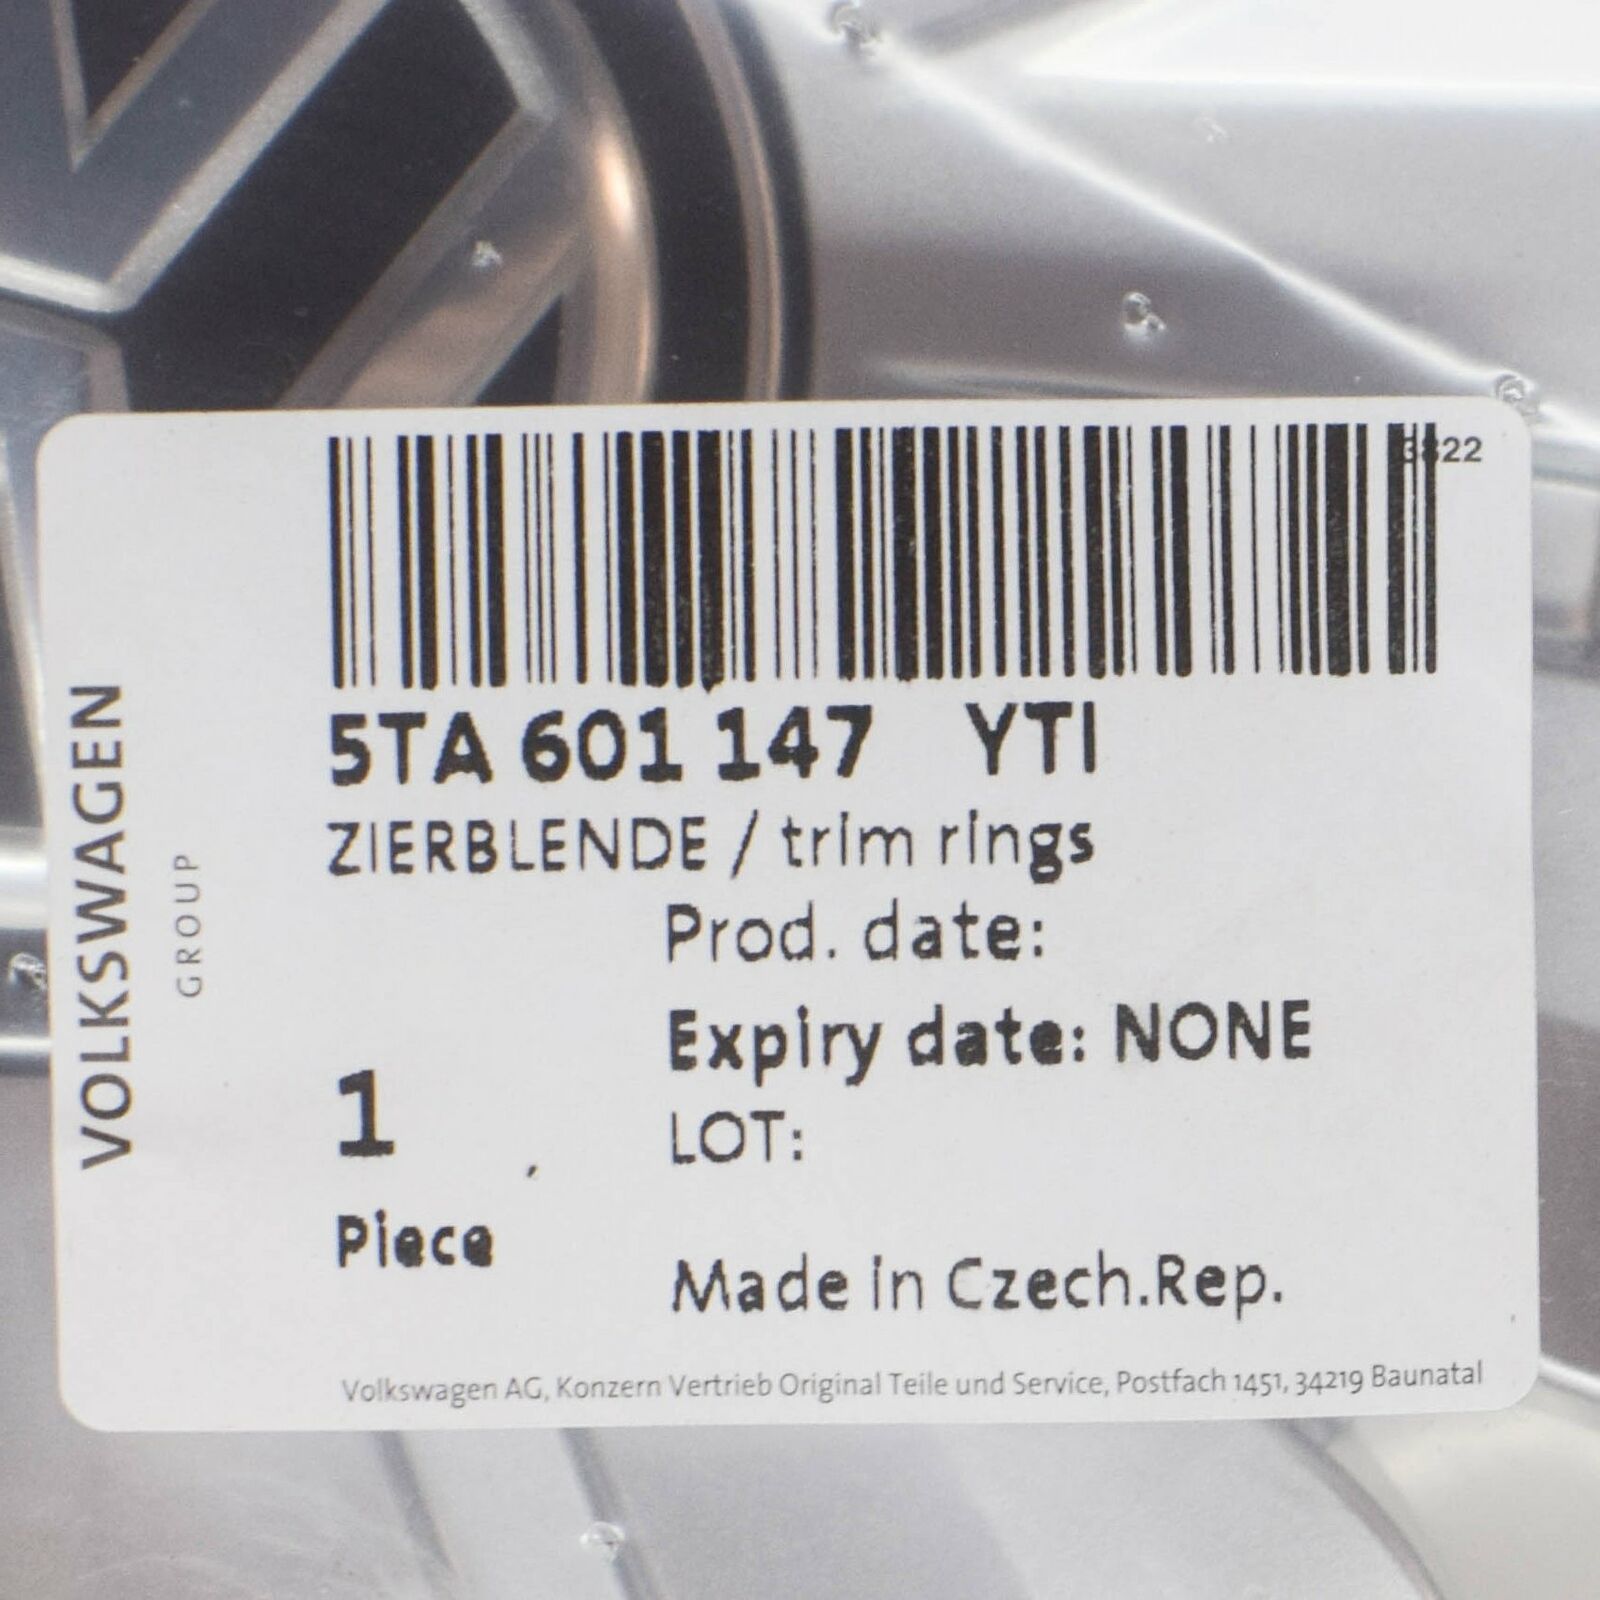 3822
5TA 601 147 YTI
ZIERBLENDE / trim rings
Prod. date:
Expiry date: NONE
1
LOT:
Piece
Made in Czech.Rep.
Volkswagen AG, Konzern Vertrieb Original Teile und Service, Postfach 1451, 34219 Baunatal
VOLKSWAGEN
GROUP